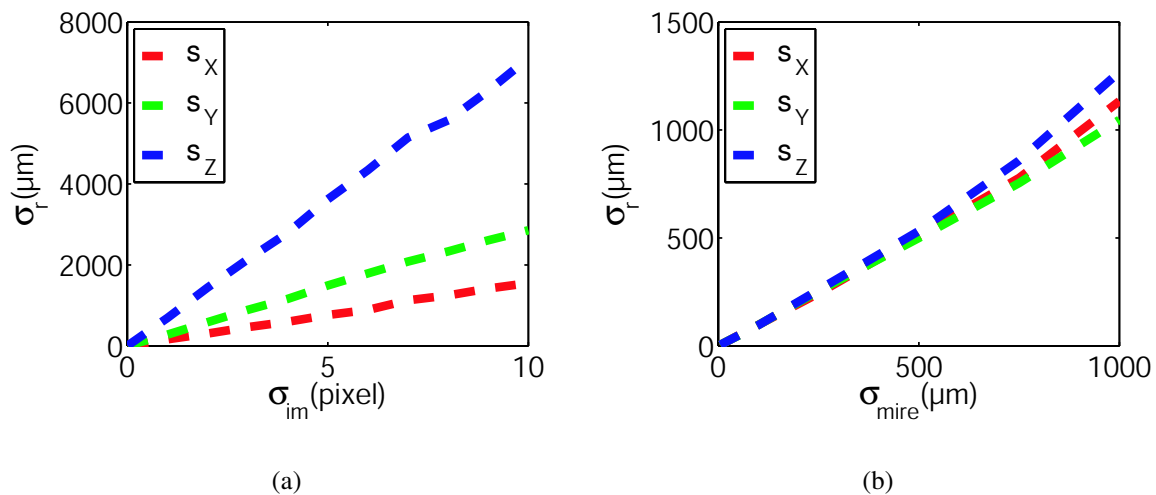 8000
6000
4000
2000
0
0 5 10
σr(µm)
σim(pixel)
sX
sY
sZ
(a)
1500
1000
500
0
0 500 1000
σr(µm)
σmire(µm)
sX
sY
sZ
(b)